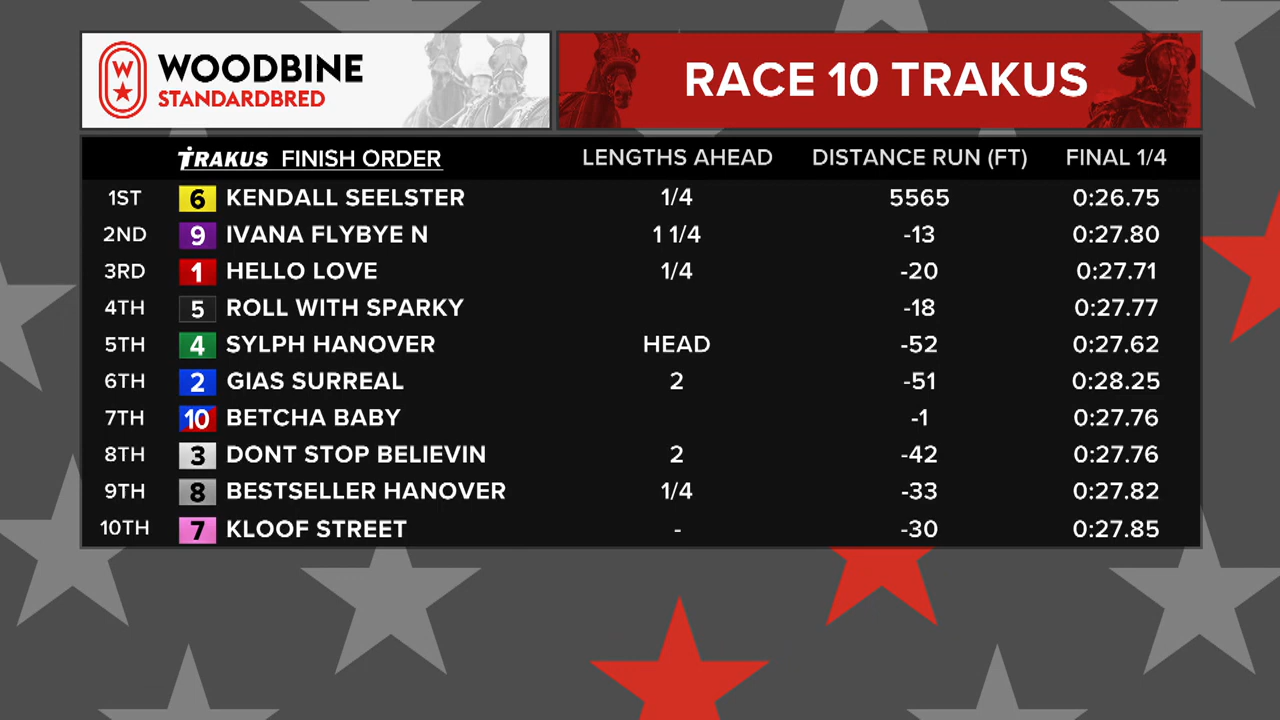 W
WOODBINE
STANDARDBRED
RACE 10 TRAKUS
TRAKUS FINISH ORDER LENGTHS AHEAD DISTANCE RUN (FT) FINAL 1/4
1ST 6 KENDALL SEELSTER 1/4 5565 0:26.75
2ND 9 IVANA FLYBYE N 1 1/4 -13 0:27.80
3RD 1 HELLO LOVE 1/4 -20 0:27.71
4TH 5 ROLL WITH SPARKY -18 0:27.77
5TH 4 SYLPH HANOVER HEAD -52 0:27.62
6TH 2 GIAS SURREAL 2 -51 0:28.25
7TH 10 BETCHA BABY -1 0:27.76
8TH 3 DONT STOP BELIEVIN 2 -42 0:27.76
9TH 8 BESTSELLER HANOVER 1/4 -33 0:27.82
10TH 7 KLOOF STREET - -30 0:27.85